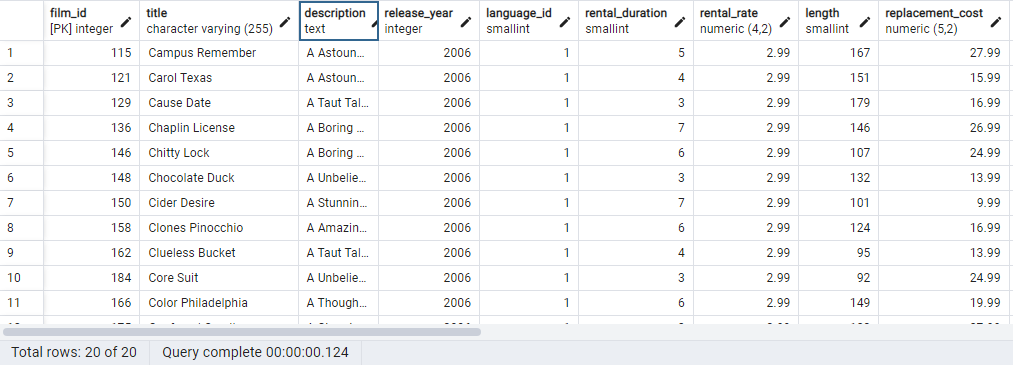 film_id title description release_year language_id rental_duration rental_rate length replacement_cost
[PK] integer character varying (255) text integer smallint smallint numeric (4,2) smallint numeric (5,2)
1 115 Campus Remember A Astoun... 2006 1 5 2.99 167 27.99
2 121 Carol Texas A Astoun... 2006 1 4 2.99 151 15.99
3 129 Cause Date A Taut Tal... 2006 1 3 2.99 179 16.99
4 136 Chaplin License A Boring ... 2006 1 7 2.99 146 26.99
5 146 Chitty Lock A Boring ... 2006 1 6 2.99 107 24.99
6 148 Chocolate Duck A Unbelie... 2006 1 3 2.99 132 13.99
7 150 Cider Desire A Stunnin... 2006 1 7 2.99 101 9.99
8 158 Clones Pinocchio A Amazin... 2006 1 6 2.99 124 16.99
9 162 Clueless Bucket A Taut Tal... 2006 1 4 2.99 95 13.99
10 184 Core Suit A Unbelie... 2006 1 3 2.99 92 24.99
11 166 Color Philadelphia A Though... 2006 1 6 2.99 149 19.99
Total rows: 20 of 20 Query complete 00:00:00.124